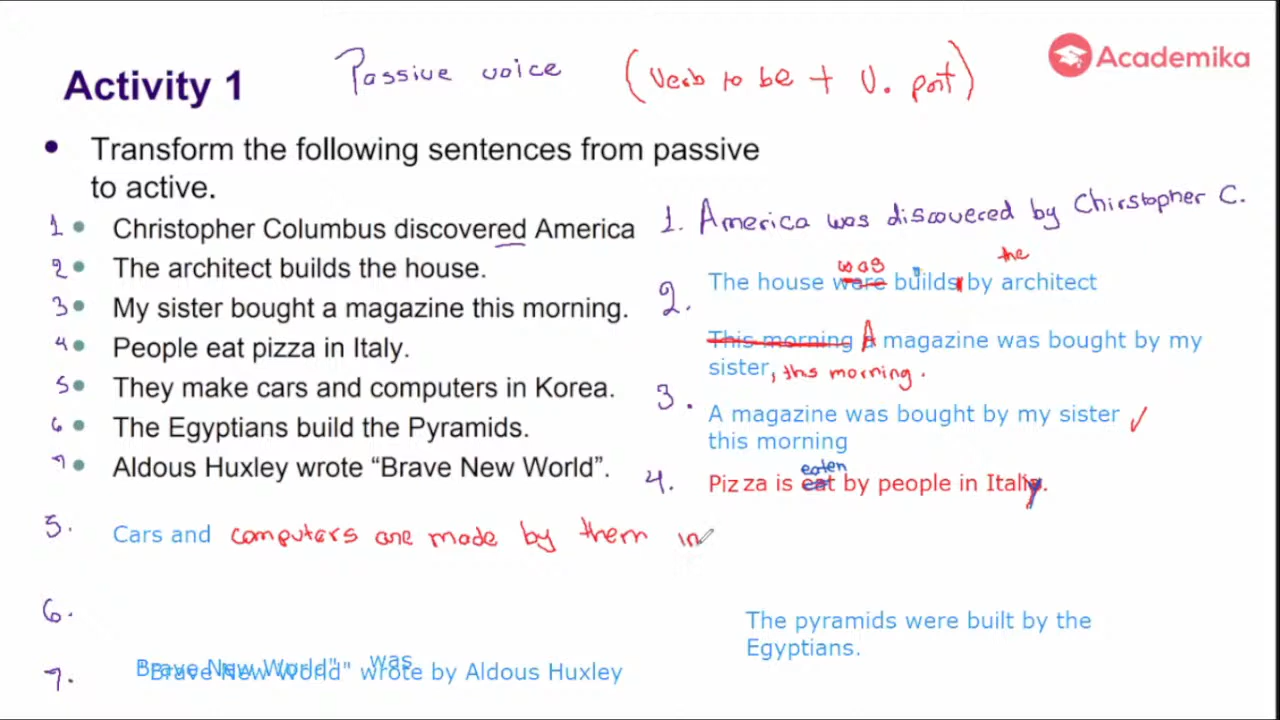 Academika
Activity 1
Passive voice (Verb to be + V. part)
Transform the following sentences from passive
to active.
1 Christopher Columbus discovered America
2 The architect builds the house.
3 My sister bought a magazine this morning.
4 People eat pizza in Italy.
5 They make cars and computers in Korea.
6 The Egyptians build the Pyramids.
7 Aldous Huxley wrote “Brave New World”.
1. America was discovered by Chirstopher C.
was the
2. The house were builds by architect
This morning A magazine was bought by my
sister, this morning.
3. A magazine was bought by my sister
this morning
eaten
4. Pizza is eat by people in Italy.
5. Cars and computers are made by them in
6. The pyramids were built by the
Egyptians.
7. Brave New World" was
"Brave New World" wrote by Aldous Huxley